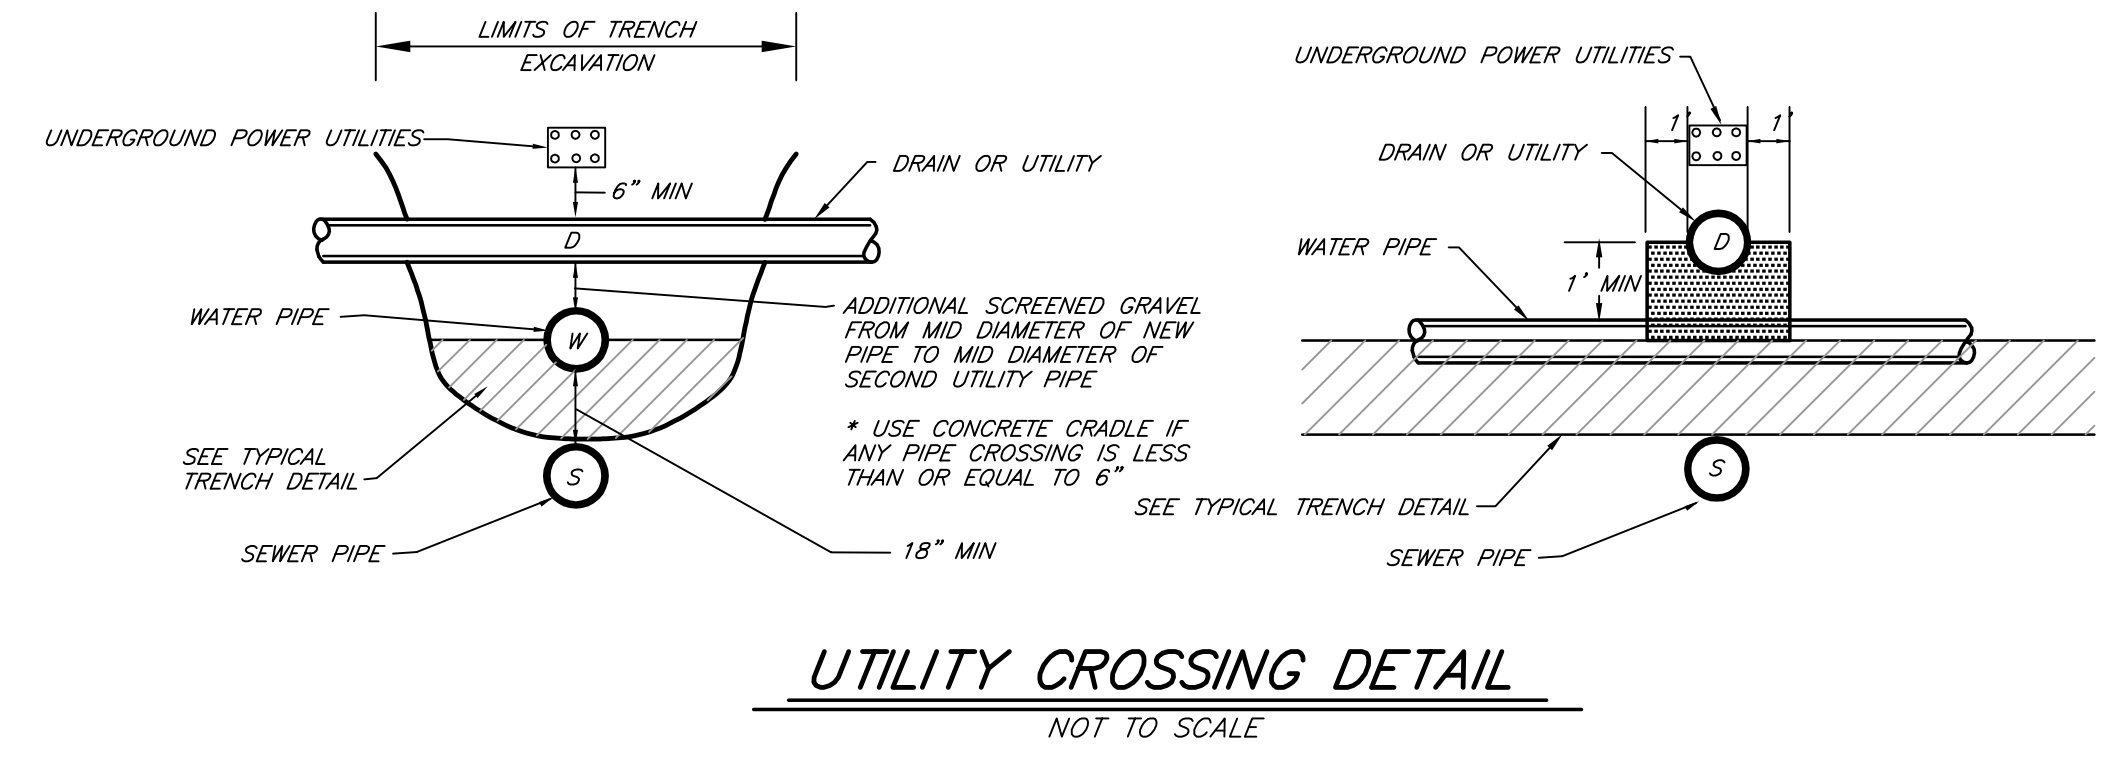 LIMITS OF TRENCH
EXCAVATION
UNDERGROUND POWER UTILITIES
6" MIN
DRAIN OR UTILITY
D
WATER PIPE
W
ADDITIONAL SCREENED GRAVEL
FROM MID DIAMETER OF NEW
PIPE TO MID DIAMETER OF
SECOND UTILITY PIPE
* USE CONCRETE CRADLE IF
ANY PIPE CROSSING IS LESS
THAN OR EQUAL TO 6"
SEE TYPICAL
TRENCH DETAIL
S
SEWER PIPE
18" MIN
UNDERGROUND POWER UTILITIES
1'
1'
DRAIN OR UTILITY
D
WATER PIPE
1' MIN
SEE TYPICAL TRENCH DETAIL
S
SEWER PIPE
UTILITY CROSSING DETAIL
NOT TO SCALE